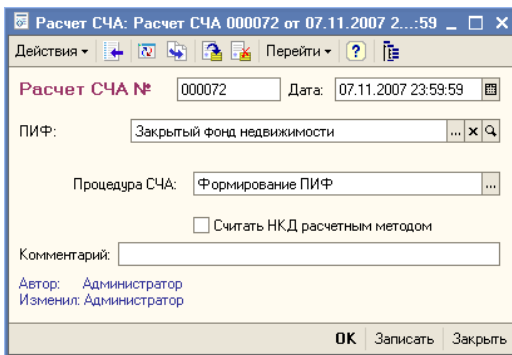 Расчет СЧА: Расчет СЧА 000072 от 07.11.2007 2...:59
Действия Перейти ?
Расчет СЧА № 000072 Дата: 07.11.2007 23:59:59
ПИФ: Закрытый фонд недвижимости ... x
Процедура СЧА: Формирование ПИФ ...
Считать НКД расчетным методом
Комментарий:
Автор: Администратор
Изменил: Администратор
OK Записать Закрыть